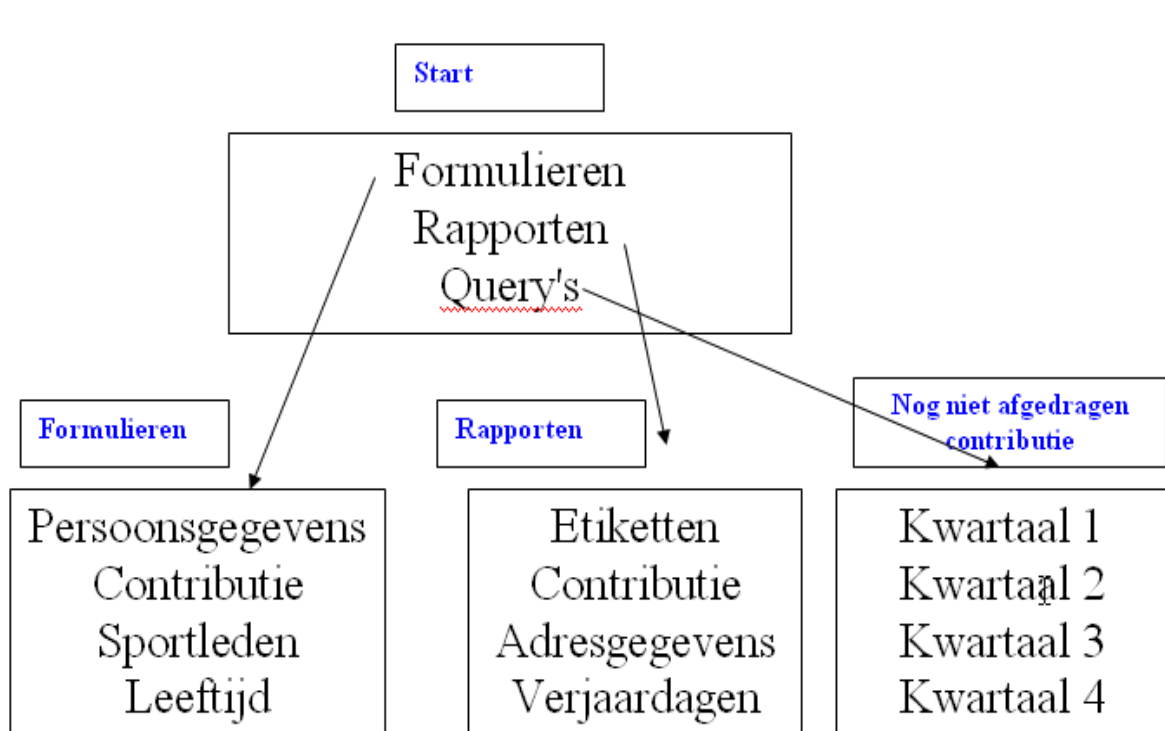 Start
Formulieren
Rapporten
Query's
Formulieren
Persoonsgegevens
Contributie
Sportleden
Leeftijd
Rapporten
Etiketten
Contributie
Adresgegevens
Verjaardagen
Nog niet afgedragen
contributie
Kwartaal 1
Kwartaal 2
Kwartaal 3
Kwartaal 4